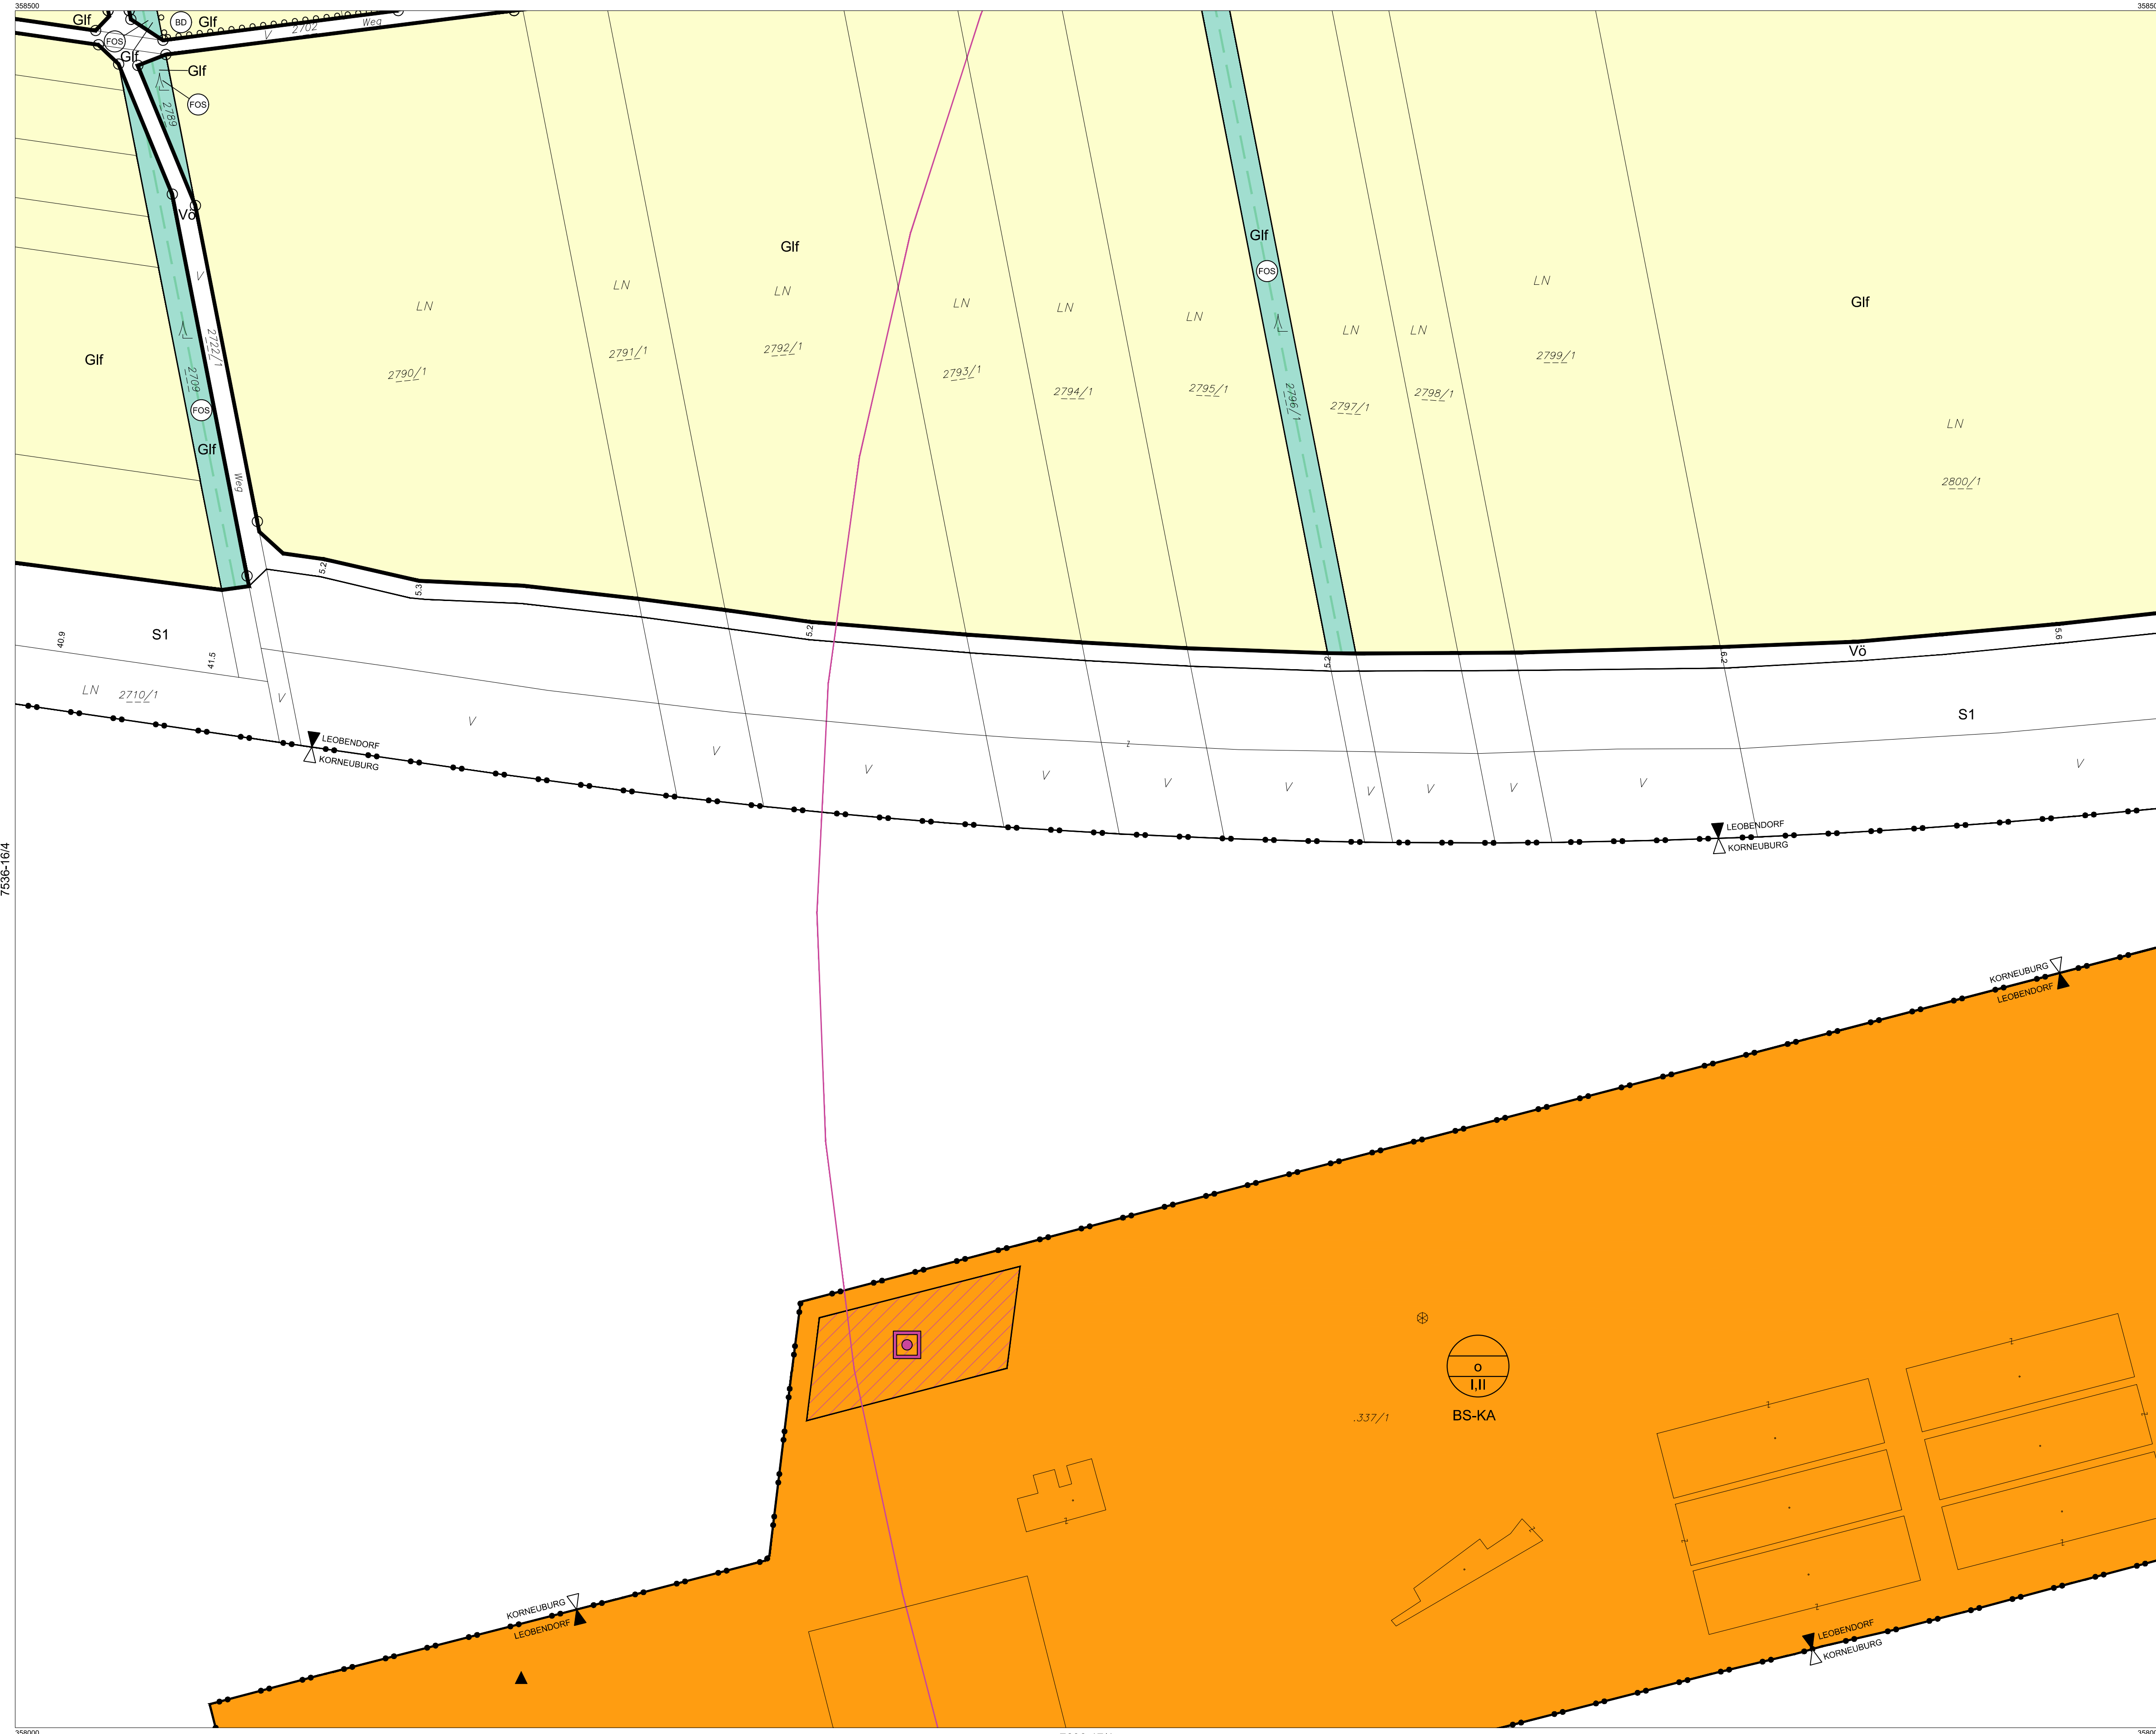 358500
Glf
BD
Glf
V
2702
Weg
FOS
Glf
Glf
FOS
2789
Vö
V
2722/1
Glf
2709
FOS
Glf
Weg
LN
2790/1
LN
2791/1
Glf
LN
2792/1
LN
2793/1
LN
2794/1
LN
2795/1
Glf
FOS
2796/1
LN
2797/1
LN
2798/1
LN
2799/1
Glf
LN
2800/1
5.2
5.3
5.2
5.2
6.2
5.6
Vö
40.9
S1
41.5
S1
LN
2710/1
V
V
V
V
V
V
V
V
V
V
V
V
LEOBENDORF
KORNEUBURG
LEOBENDORF
KORNEUBURG
7536-16/4
KORNEUBURG
LEOBENDORF
o
I,II
BS-KA
.337/1
KORNEUBURG
LEOBENDORF
LEOBENDORF
KORNEUBURG